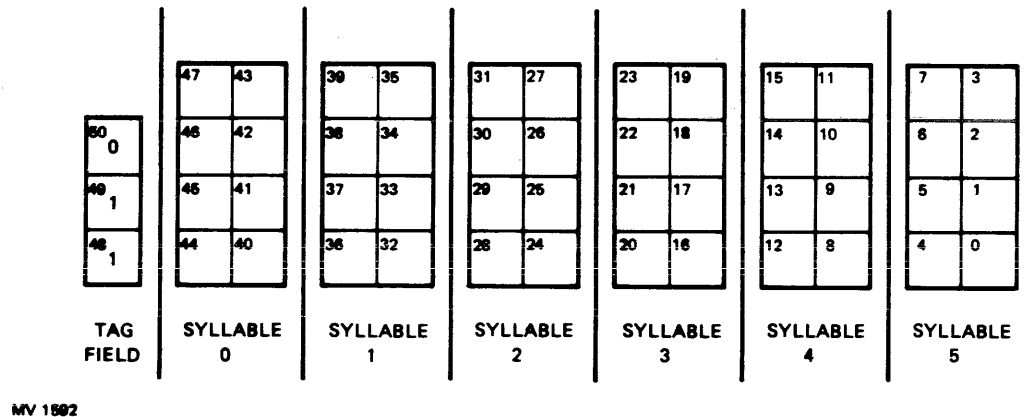 47 43 39 35 31 27 23 19 15 11 7 3
50 0 46 42 38 34 30 26 22 18 14 10 6 2
49 1 45 41 37 33 29 25 21 17 13 9 5 1
48 1 44 40 36 32 28 24 20 16 12 8 4 0
TAG SYLLABLE SYLLABLE SYLLABLE SYLLABLE SYLLABLE SYLLABLE
FIELD 0 1 2 3 4 5
MV 1592